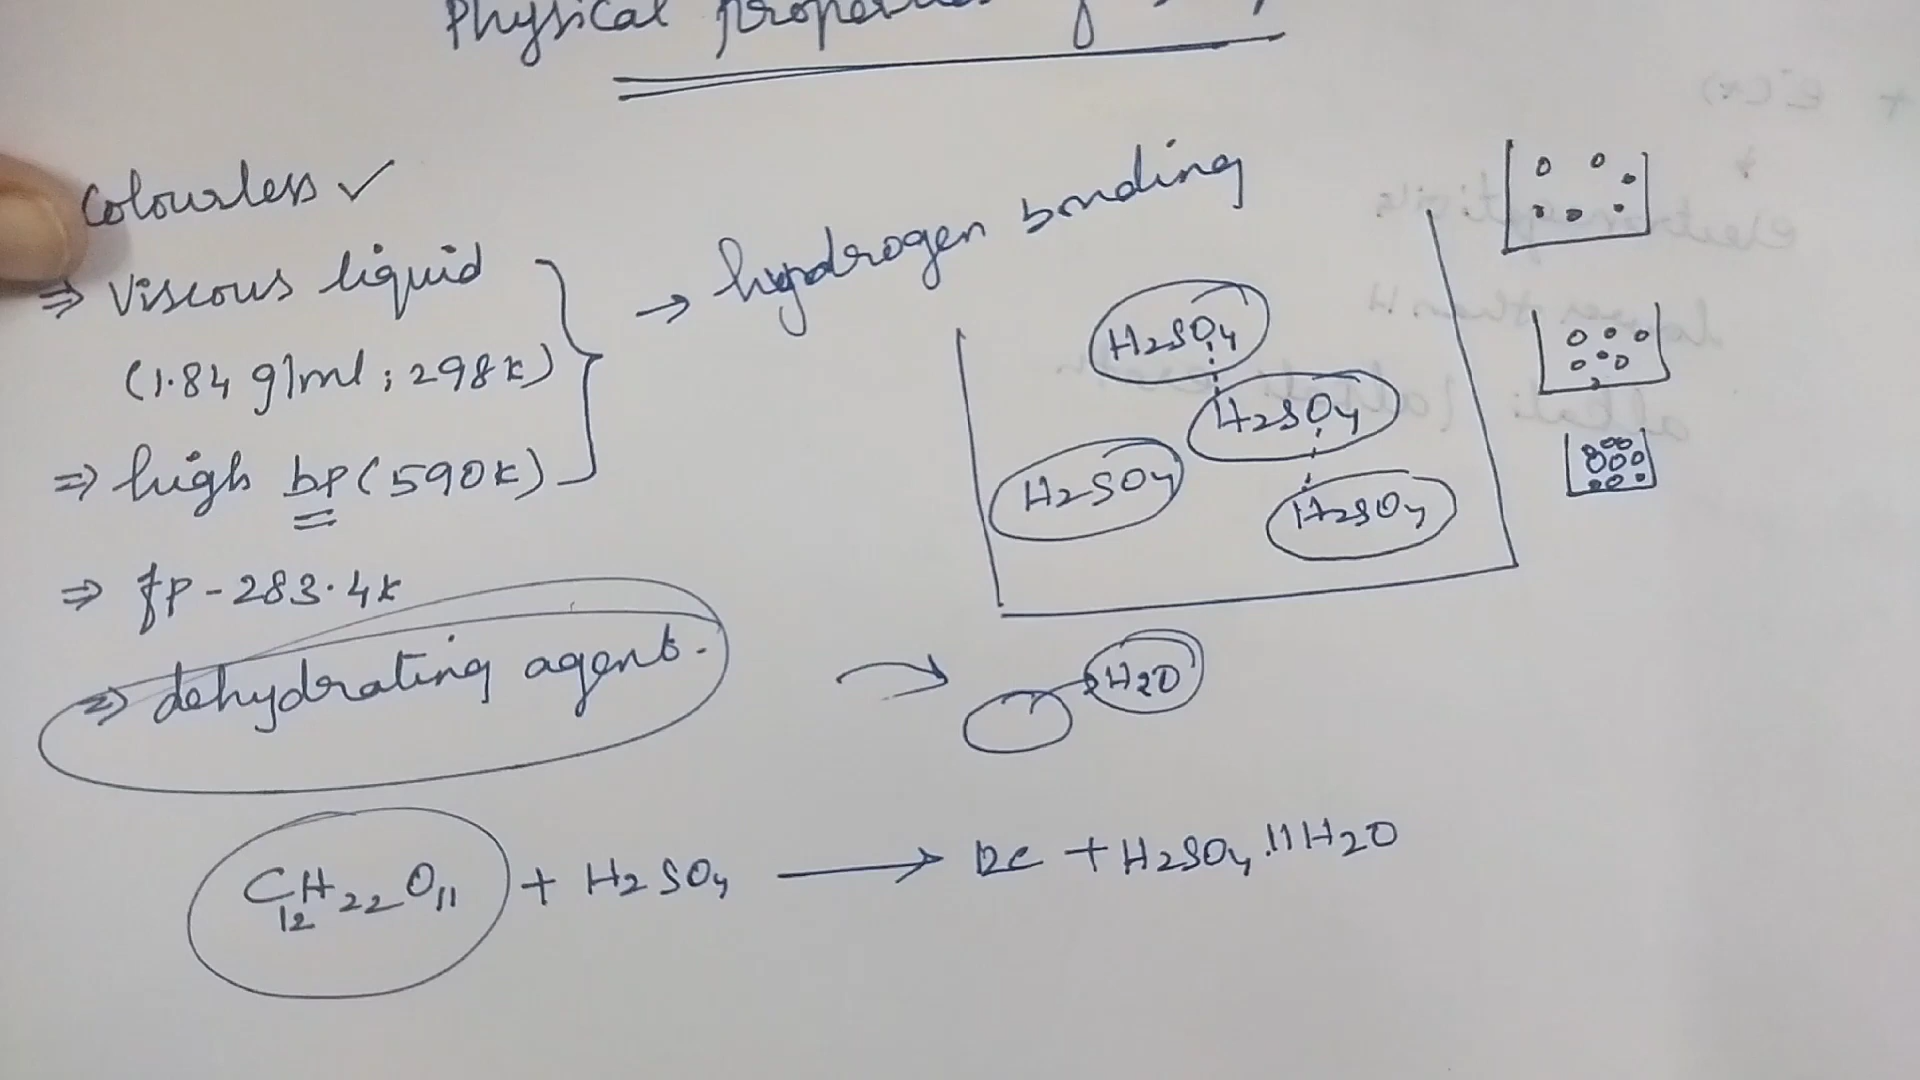 Physical properties of
Colourless ✓
⇒ Viscous liquid
(1.84 g/ml ; 298K)
⇒ high bp (590K)
→ hydrogen bonding
⇒ fp - 283.4K
⇒ dehydrating agent.
H2SO4
H2SO4
H2SO4
H2SO4
H2O
C12H22O11 + H2SO4 ⟶ 12C + H2SO4.11H2O